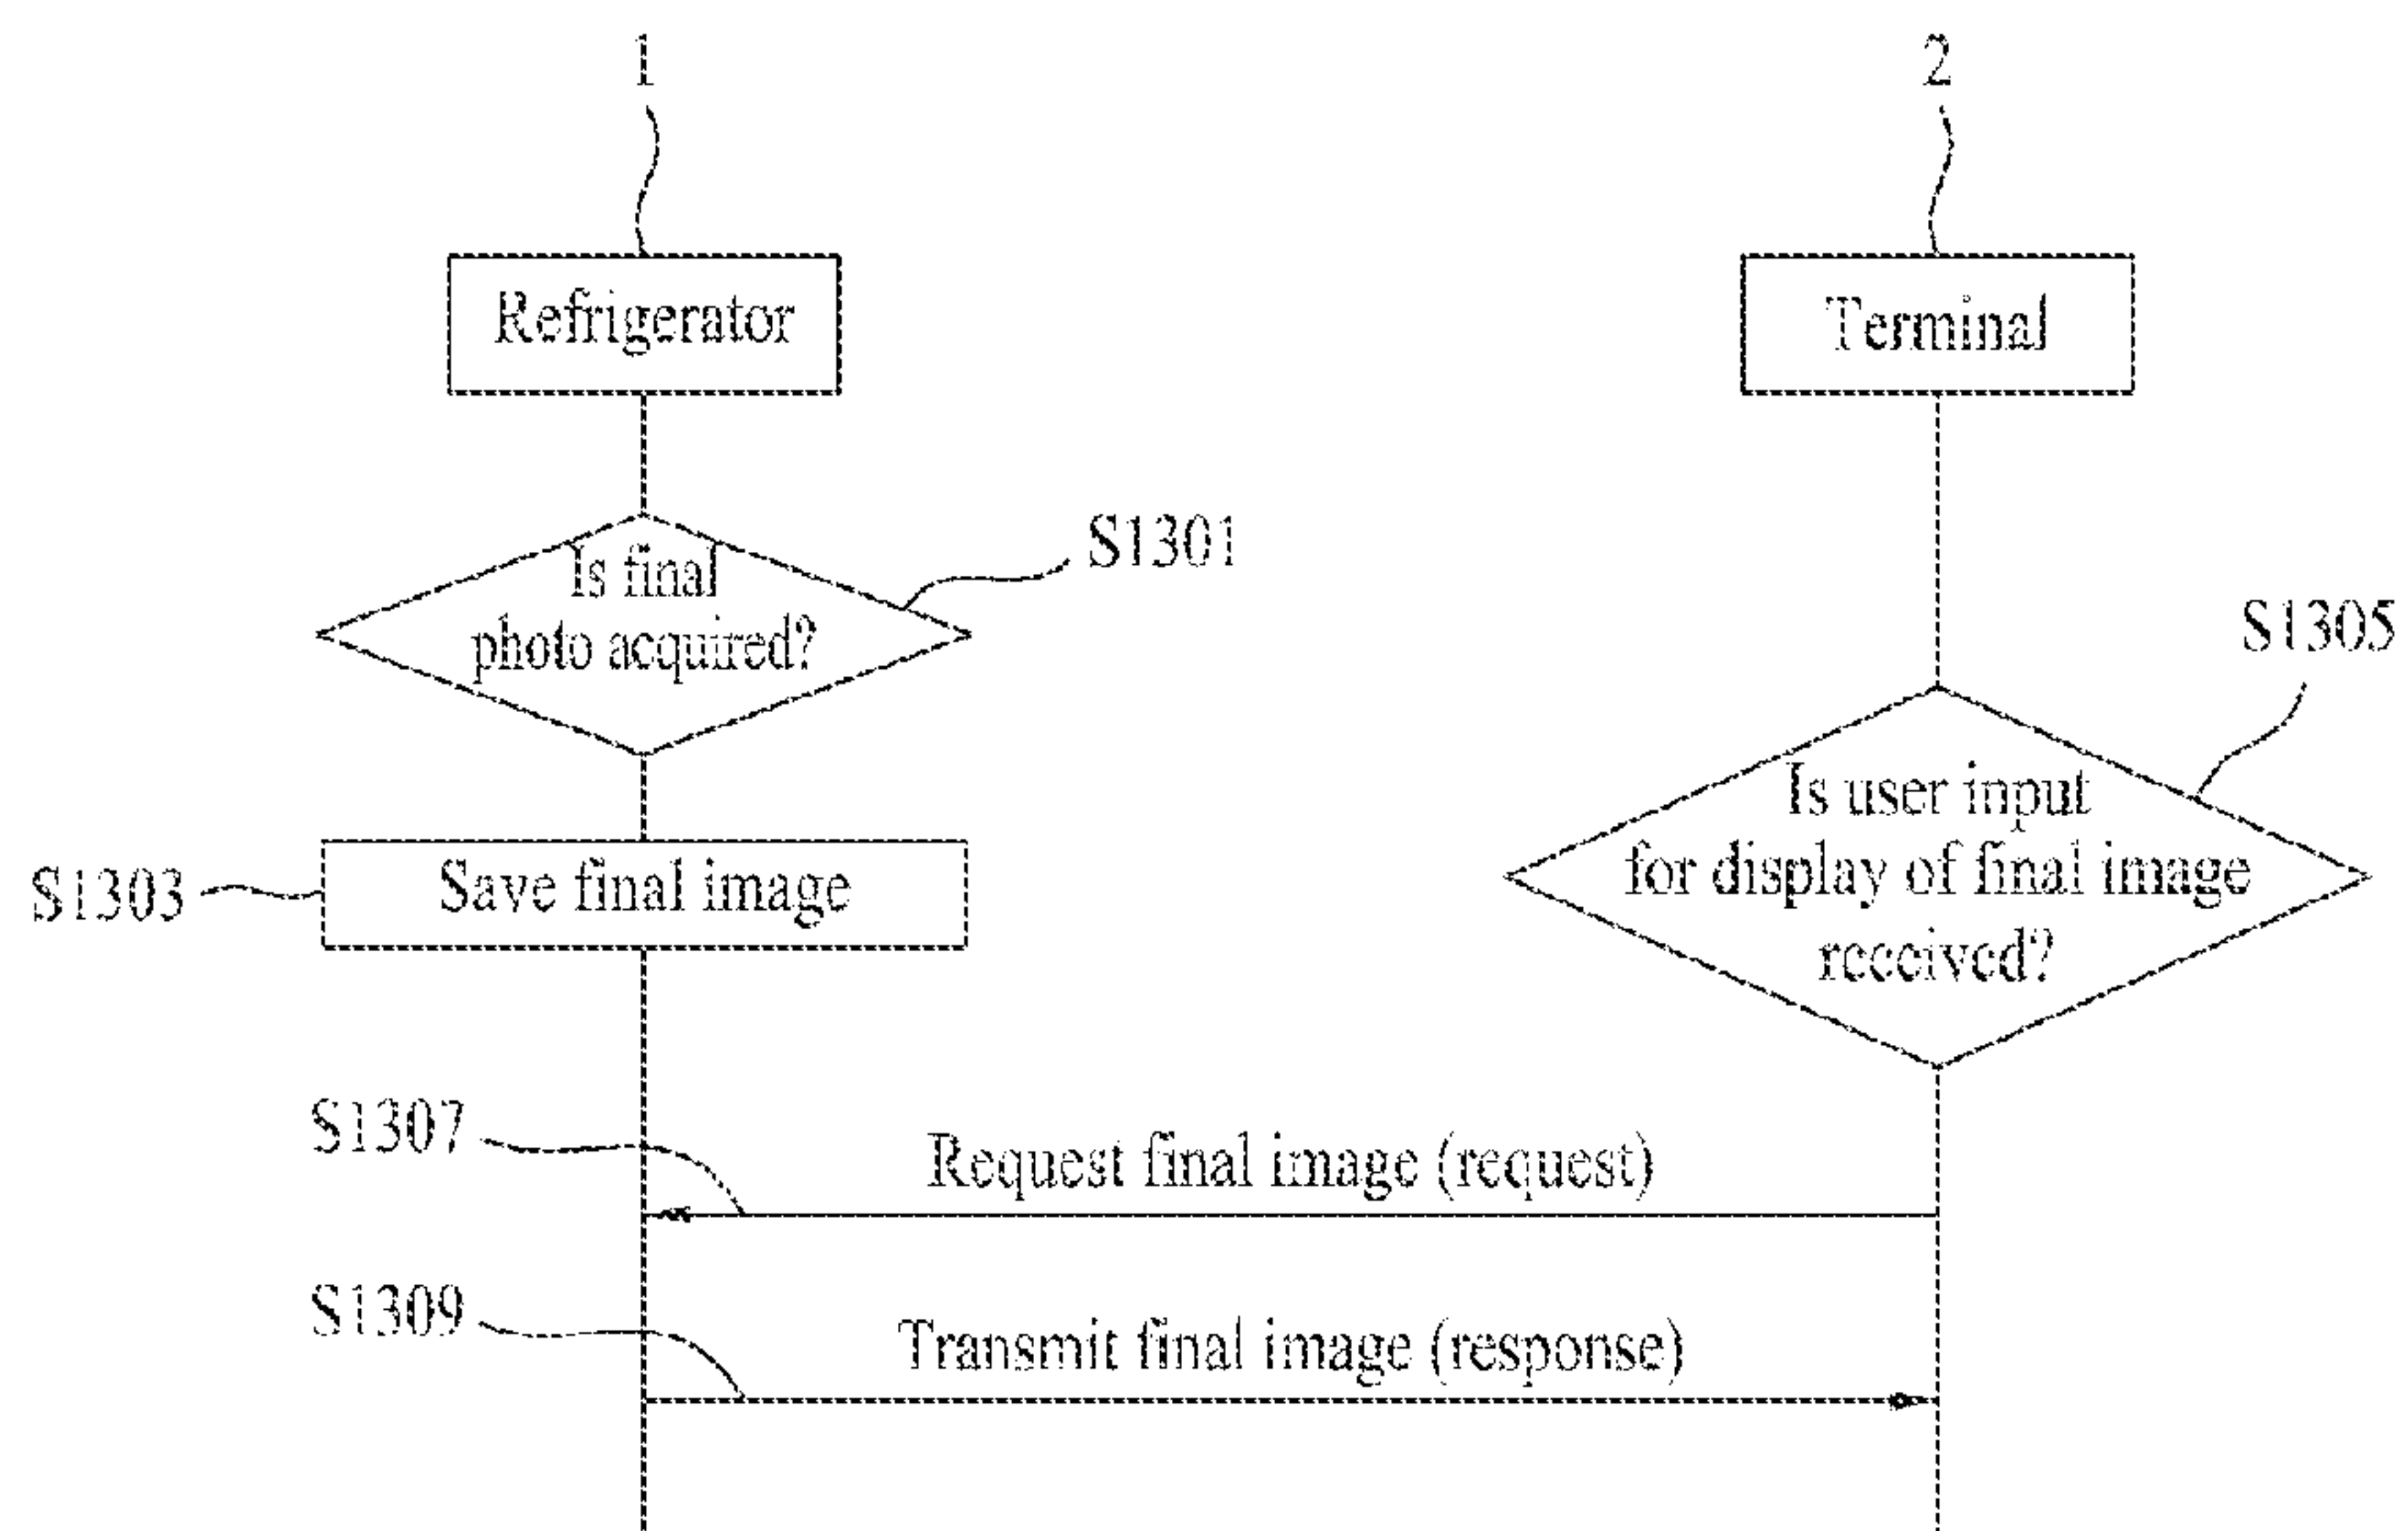 1
2
Refrigerator
Terminal
Is final
photo acquired?
S1301
S1305
Is user input
for display of final image
received?
S1303
Save final image
S1307
Request final image (request)
S1309
Transmit final image (response)